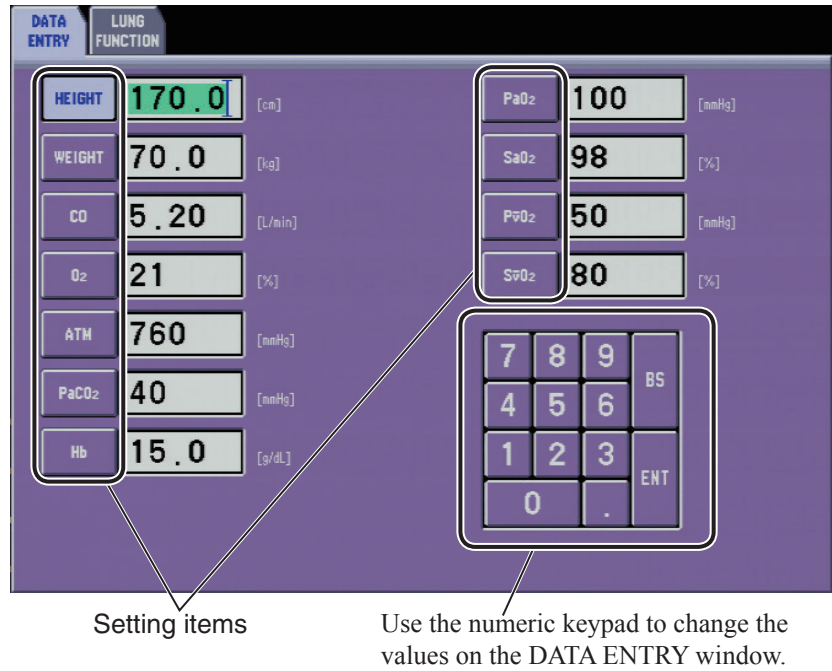 DATA ENTRY
LUNG FUNCTION
HEIGHT 170.0 [cm]
WEIGHT 70.0 [kg]
CO 5.20 [L/min]
O2 21 [%]
ATM 760 [mmHg]
PaCO2 40 [mmHg]
Hb 15.0 [g/dL]
PaO2 100 [mmHg]
SaO2 98 [%]
Pv̄O2 50 [mmHg]
Sv̄O2 80 [%]
7 8 9 BS
4 5 6
1 2 3 ENT
0 .
Setting items
Use the numeric keypad to change the
values on the DATA ENTRY window.